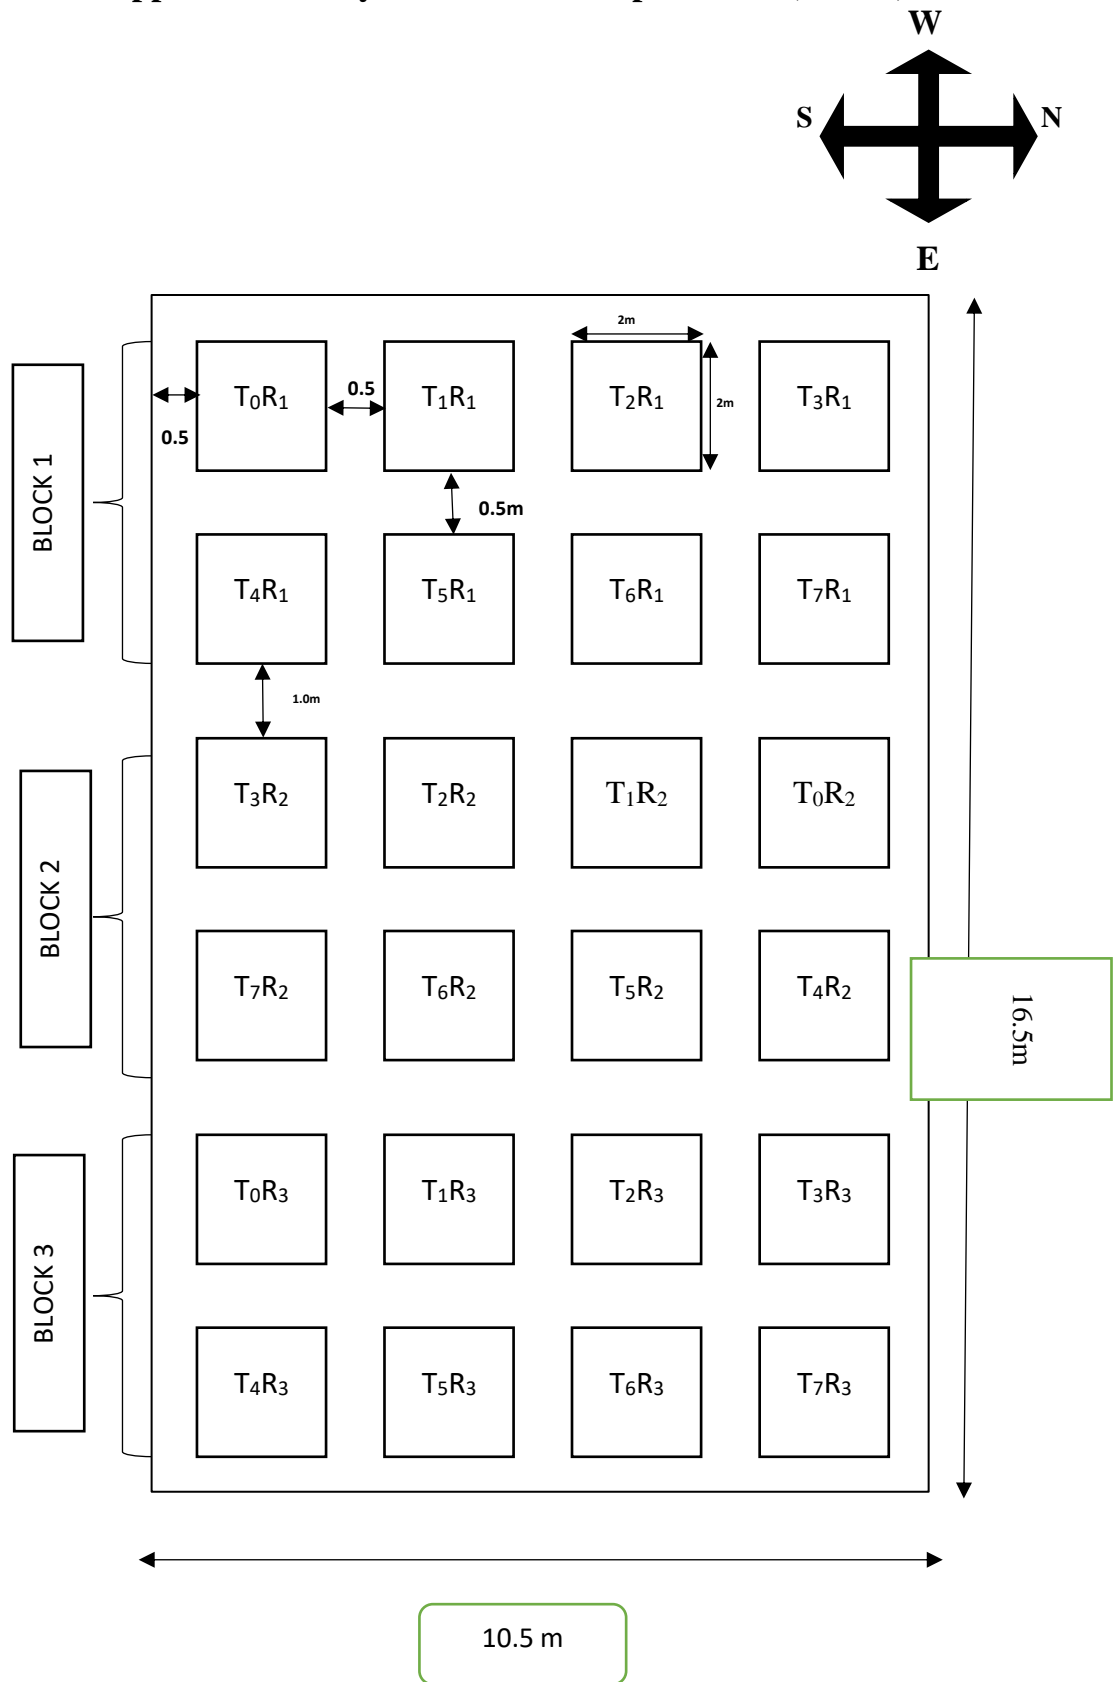 W
S N
E
2m
T₀R₁ 0.5 T₁R₁ T₂R₁ 2m T₃R₁
0.5
BLOCK 1
0.5m
T₄R₁ T₅R₁ T₆R₁ T₇R₁
1.0m
T₃R₂ T₂R₂ T₁R₂ T₀R₂
BLOCK 2
T₇R₂ T₆R₂ T₅R₂ T₄R₂
16.5m
T₀R₃ T₁R₃ T₂R₃ T₃R₃
BLOCK 3
T₄R₃ T₅R₃ T₆R₃ T₇R₃
10.5 m